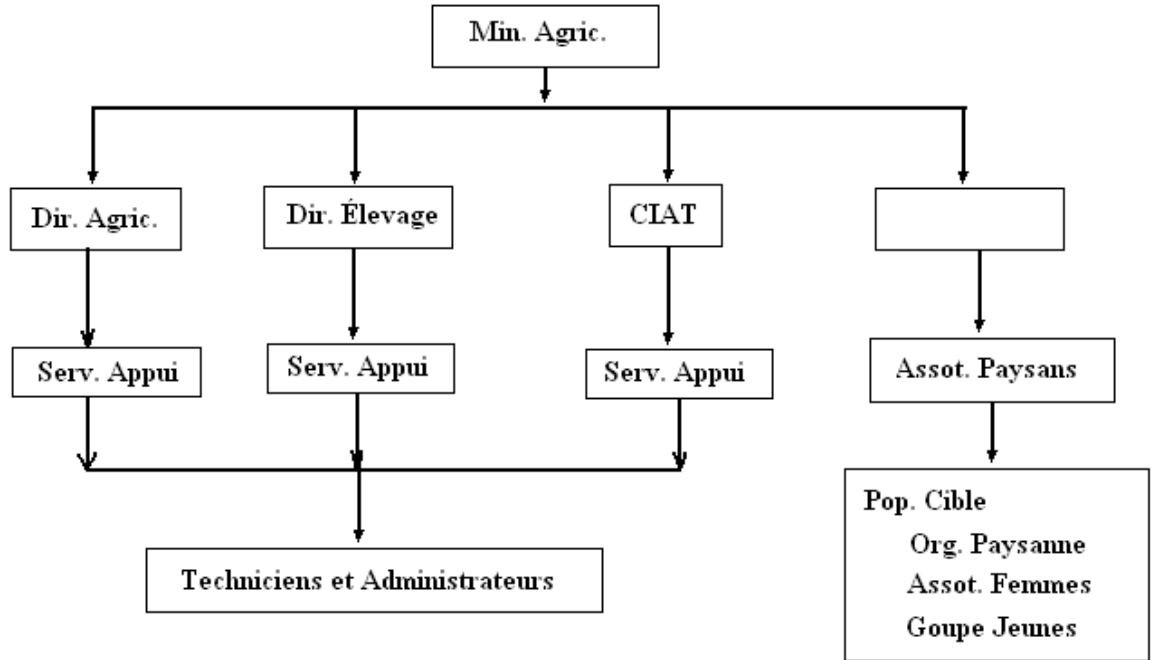 Min. Agric.
Dir. Agric.
Dir. Élevage
CIAT
Serv. Appui
Serv. Appui
Serv. Appui
Assot. Paysans
Techniciens et Administrateurs
Pop. Cible
Org. Paysanne
Assot. Femmes
Goupe Jeunes